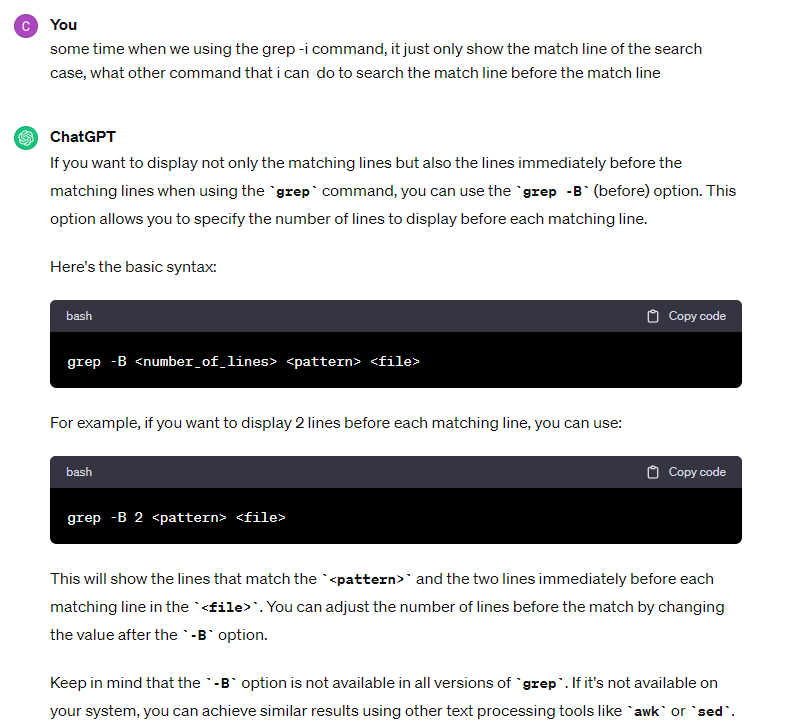 C
You
some time when we using the grep -i command, it just only show the match line of the search
case, what other command that i can  do to search the match line before the match line
ChatGPT
If you want to display not only the matching lines but also the lines immediately before the
matching lines when using the `grep` command, you can use the `grep -B` (before) option. This
option allows you to specify the number of lines to display before each matching line.
Here's the basic syntax:
bash
Copy code
grep -B <number_of_lines> <pattern> <file>
For example, if you want to display 2 lines before each matching line, you can use:
bash
Copy code
grep -B 2 <pattern> <file>
This will show the lines that match the `<pattern>` and the two lines immediately before each
matching line in the `<file>`. You can adjust the number of lines before the match by changing
the value after the `-B` option.
Keep in mind that the `-B` option is not available in all versions of `grep`. If it's not available on
your system, you can achieve similar results using other text processing tools like `awk` or `sed`.